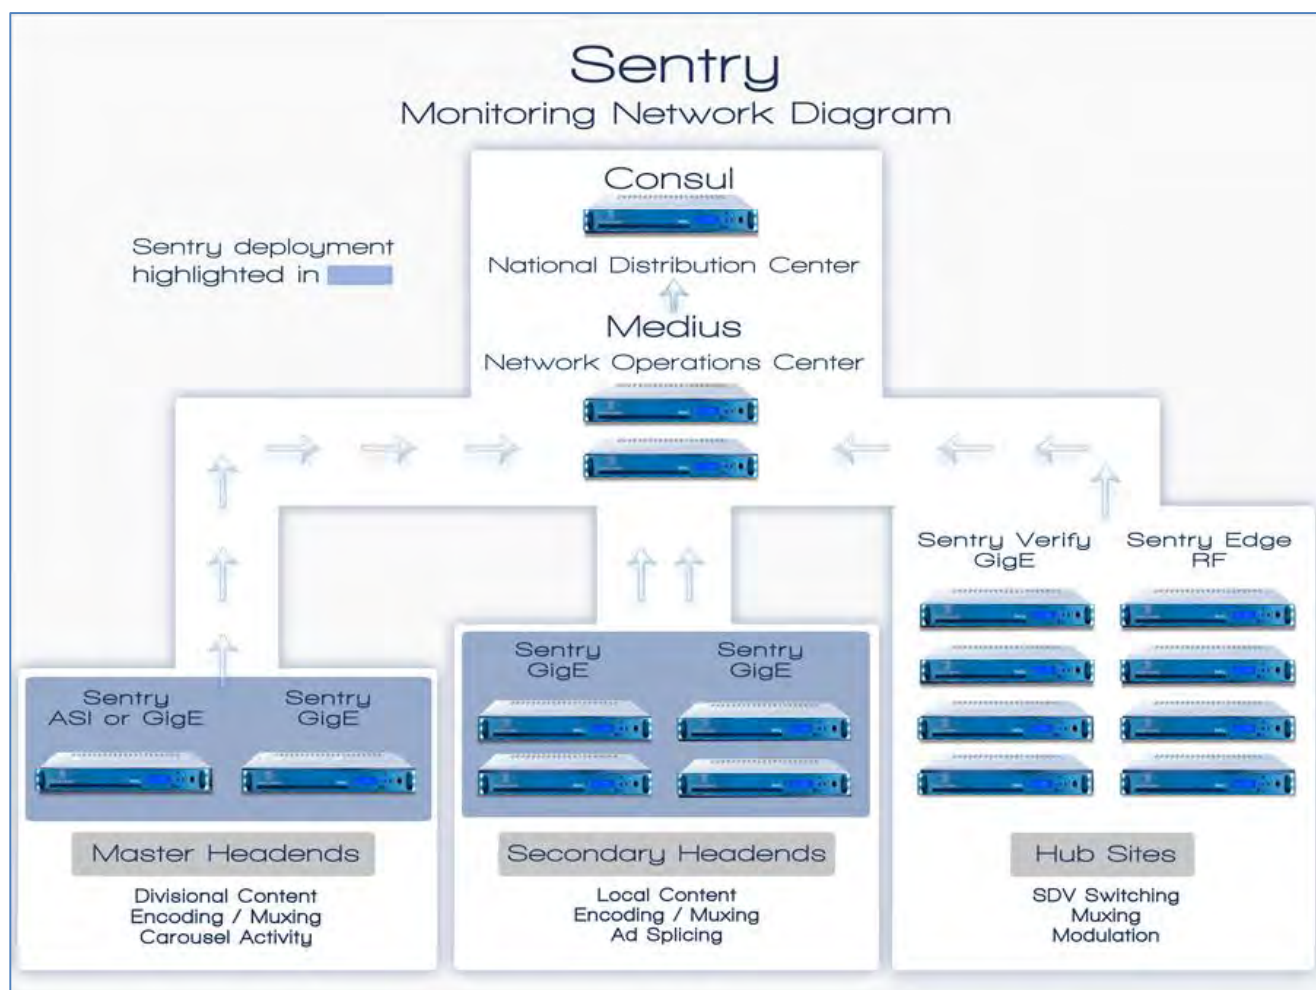 Sentry
Monitoring Network Diagram
Consul
National Distribution Center
Sentry deployment
highlighted in
Medius
Network Operations Center
Sentry Verify
GigE
Sentry Edge
RF
Sentry
GigE
Sentry
GigE
Sentry
ASI or GigE
Sentry
GigE
Master Headends
Divisional Content
Encoding / Muxing
Carousel Activity
Secondary Headends
Local Content
Encoding / Muxing
Ad Splicing
Hub Sites
SDV Switching
Muxing
Modulation